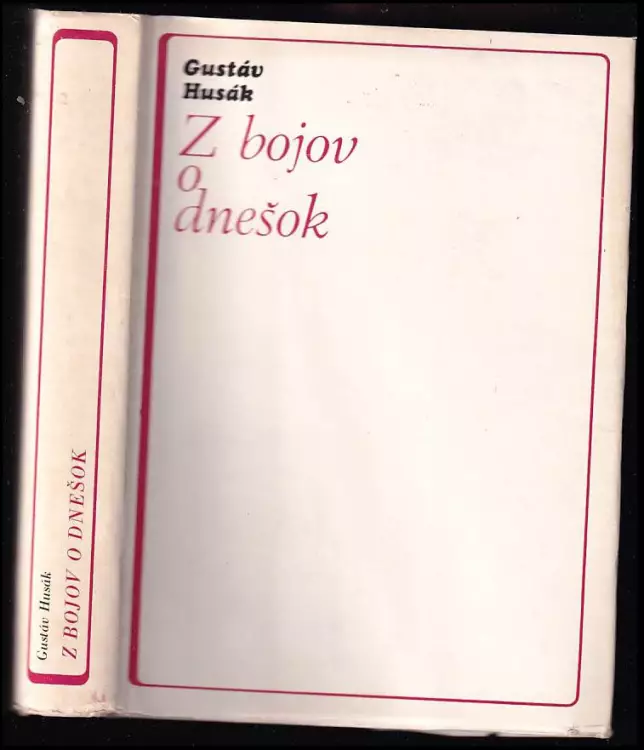 Gustáv
Husák
Z bojov
o
dnešok
Gustáv Husák
Z BOJOV O DNEŠOK